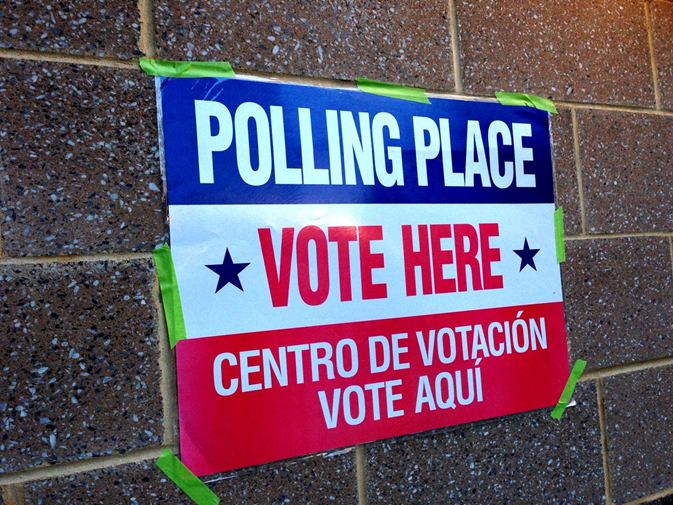 POLLING PLACE
VOTE HERE
CENTRO DE VOTACIÓN
VOTE AQUÍ